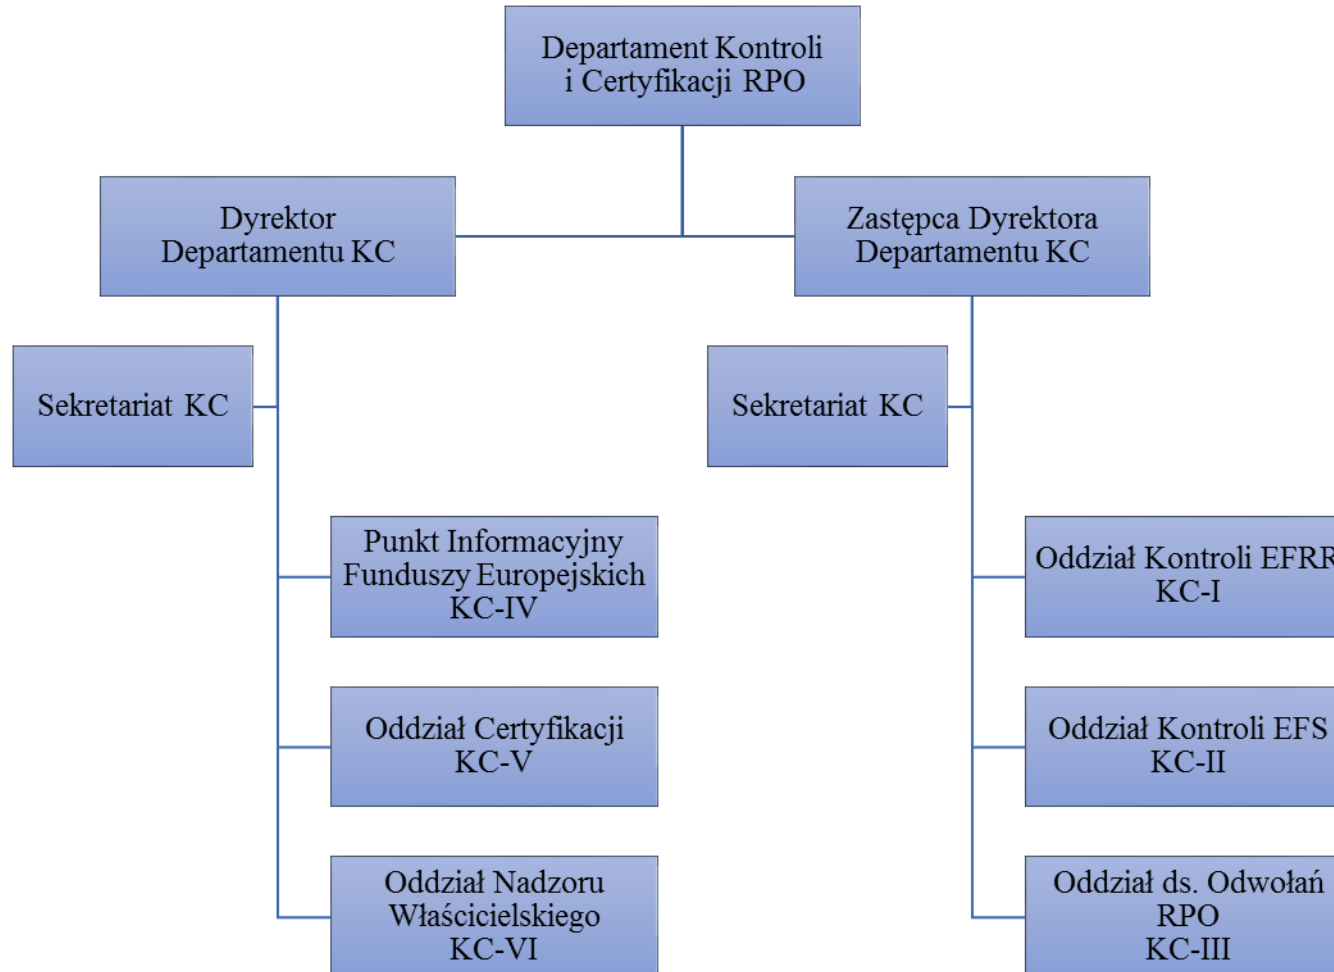 Departament Kontroli
i Certyfikacji RPO
Dyrektor
Departamentu KC
Zastępca Dyrektora
Departamentu KC
Sekretariat KC
Sekretariat KC
Punkt Informacyjny
Funduszy Europejskich
KC-IV
Oddział Kontroli EFRR
KC-I
Oddział Certyfikacji
KC-V
Oddział Kontroli EFS
KC-II
Oddział Nadzoru
Właścicielskiego
KC-VI
Oddział ds. Odwołań
RPO
KC-III